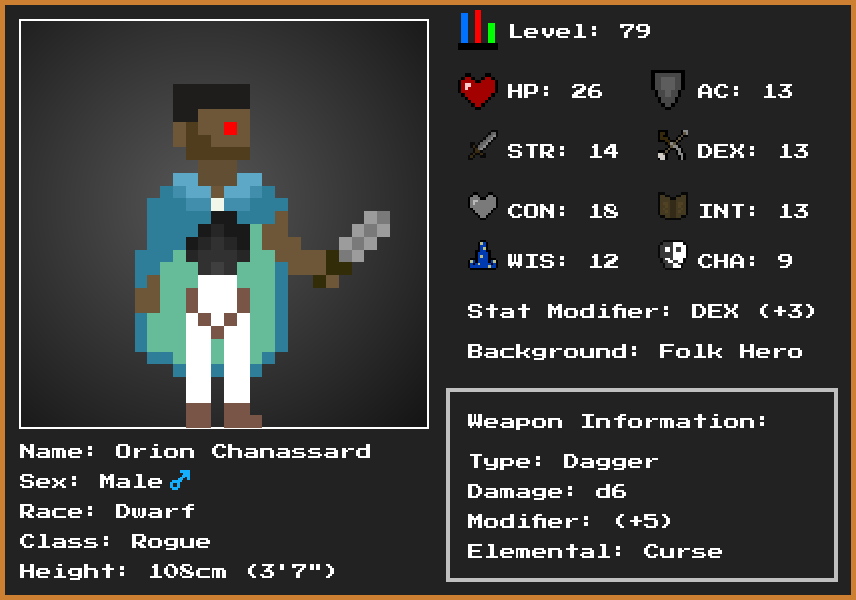 Level: 79
HP: 26
AC: 13
STR: 14
DEX: 13
CON: 18
INT: 13
WIS: 12
CHA: 9
Stat Modifier: DEX (+3)
Background: Folk Hero
Weapon Information:
Type: Dagger
Damage: d6
Modifier: (+5)
Elemental: Curse
Name: Orion Chanassard
Sex: Male♂
Race: Dwarf
Class: Rogue
Height: 108cm (3'7")